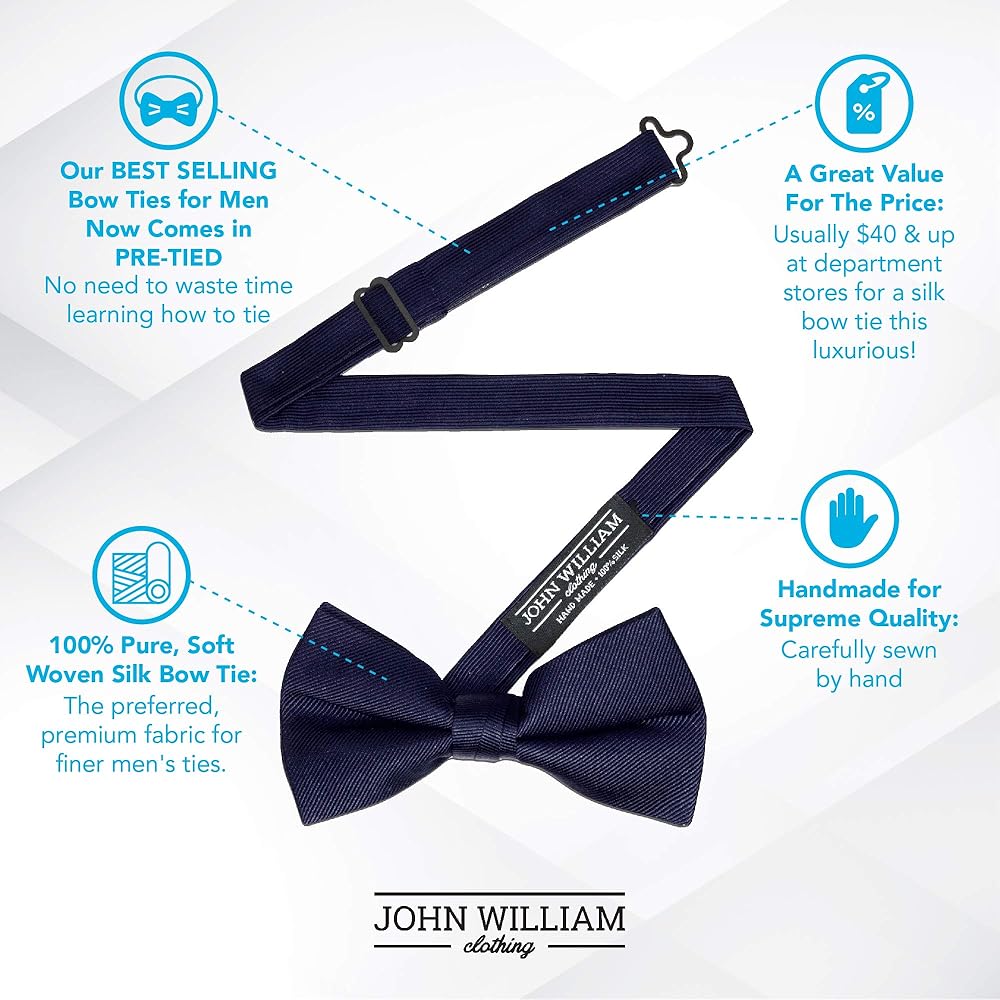 Our BEST SELLING
Bow Ties for Men
Now Comes in
PRE-TIED
No need to waste time
learning how to tie
%
A Great Value
For The Price:
Usually $40 & up
at department
stores for a silk
bow tie this
luxurious!
100% Pure, Soft
Woven Silk Bow Tie:
The preferred,
premium fabric for
finer men's ties.
JOHN WILLIAM
clothing
HAND MADE • 100% SILK
Handmade for
Supreme Quality:
Carefully sewn
by hand
JOHN WILLIAM
clothing